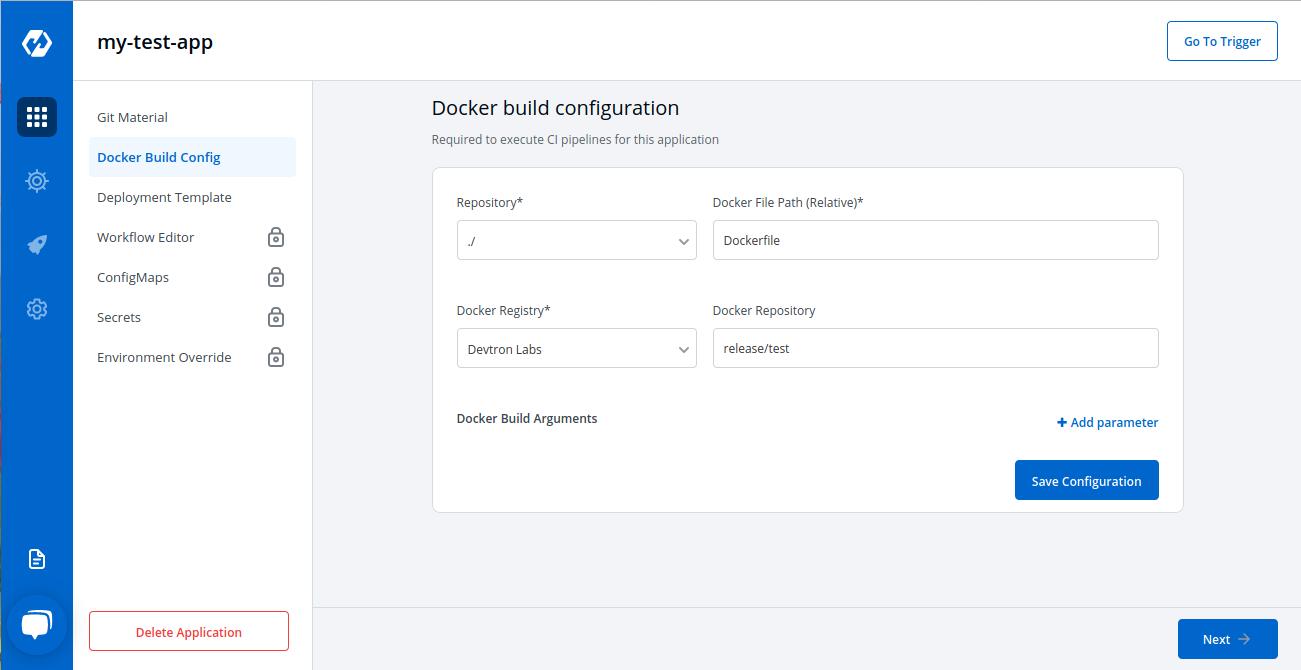 my-test-app
Go To Trigger
Git Material
Docker Build Config
Deployment Template
Workflow Editor
ConfigMaps
Secrets
Environment Override
Delete Application
Docker build configuration
Required to execute CI pipelines for this application
Repository*
Docker File Path (Relative)*
./
Dockerfile
Docker Registry*
Docker Repository
Devtron Labs
release/test
Docker Build Arguments
+ Add parameter
Save Configuration
Next →